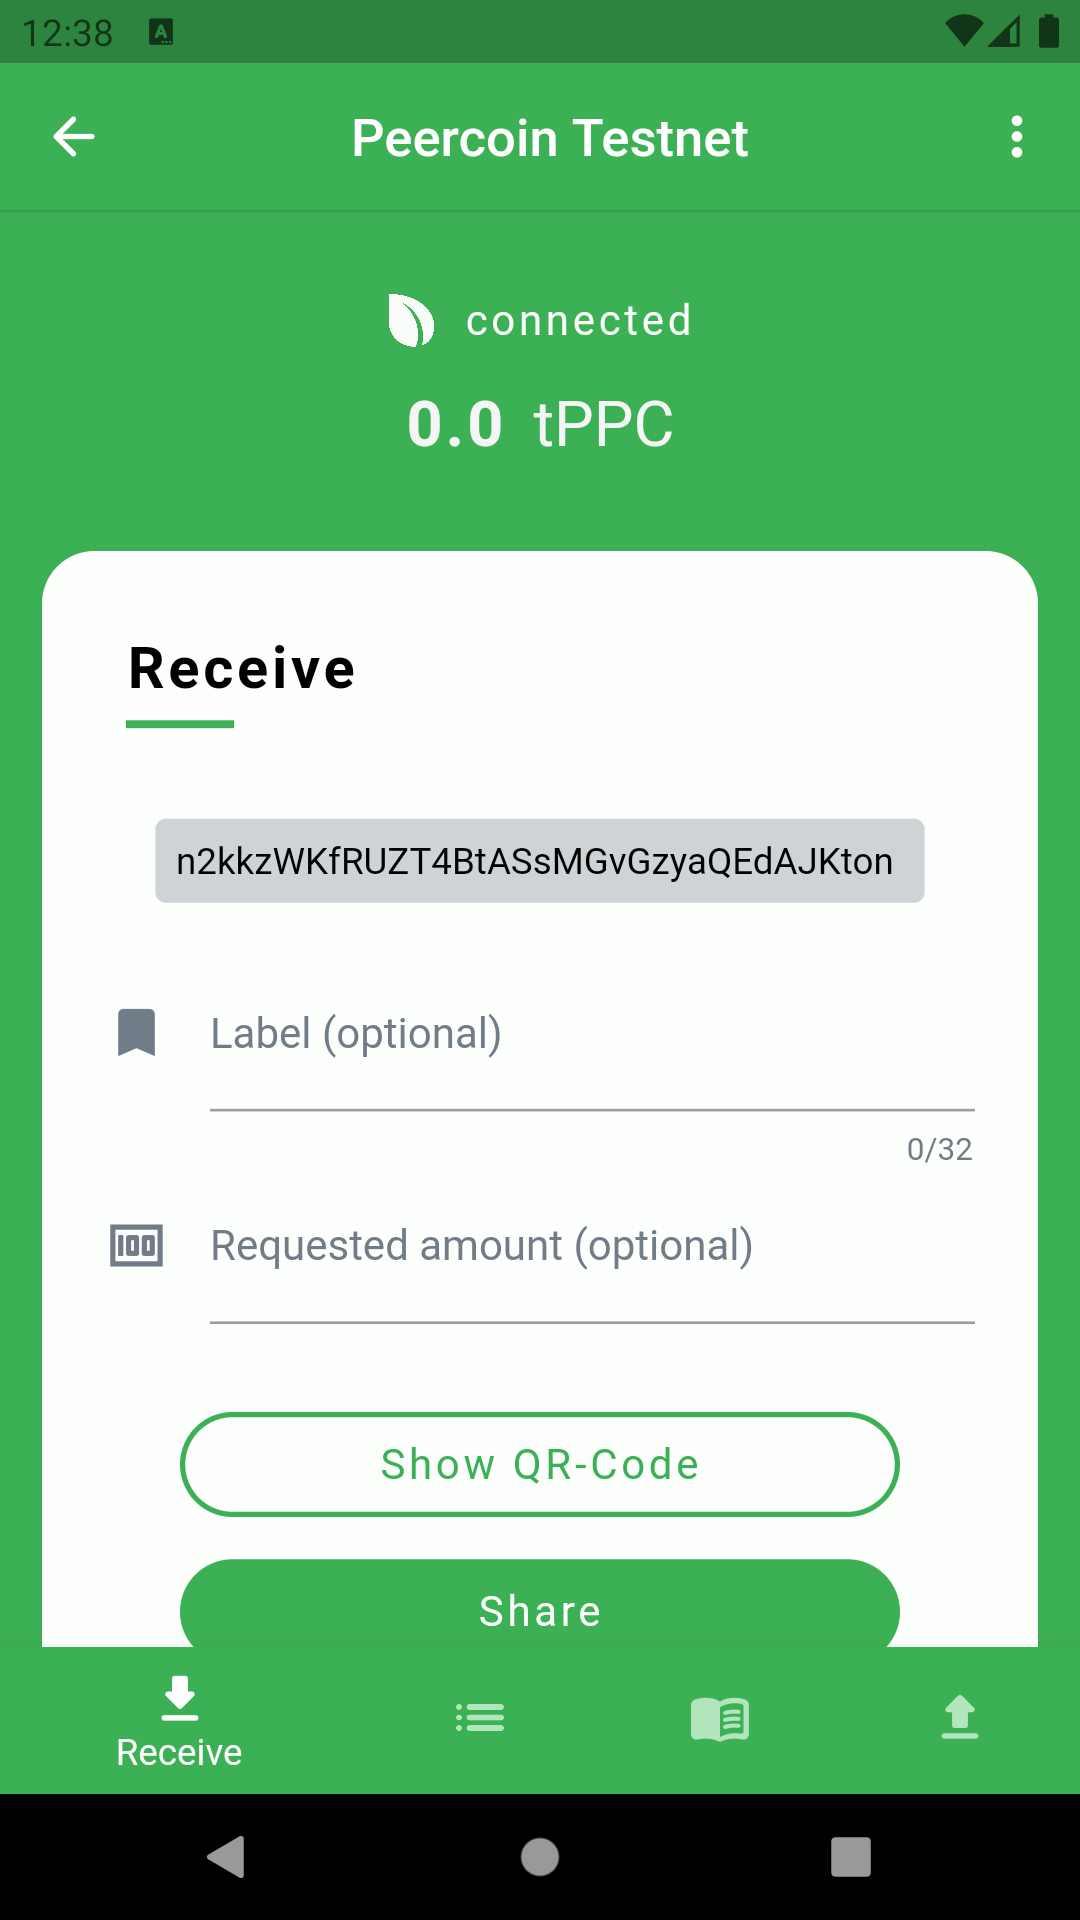 12:38
Peercoin Testnet
connected
0.0 tPPC
Receive
n2kkzWKfRUZT4BtASsMGvGzyaQEdAJKton
Label (optional)
0/32
Requested amount (optional)
Show QR-Code
Share
Receive